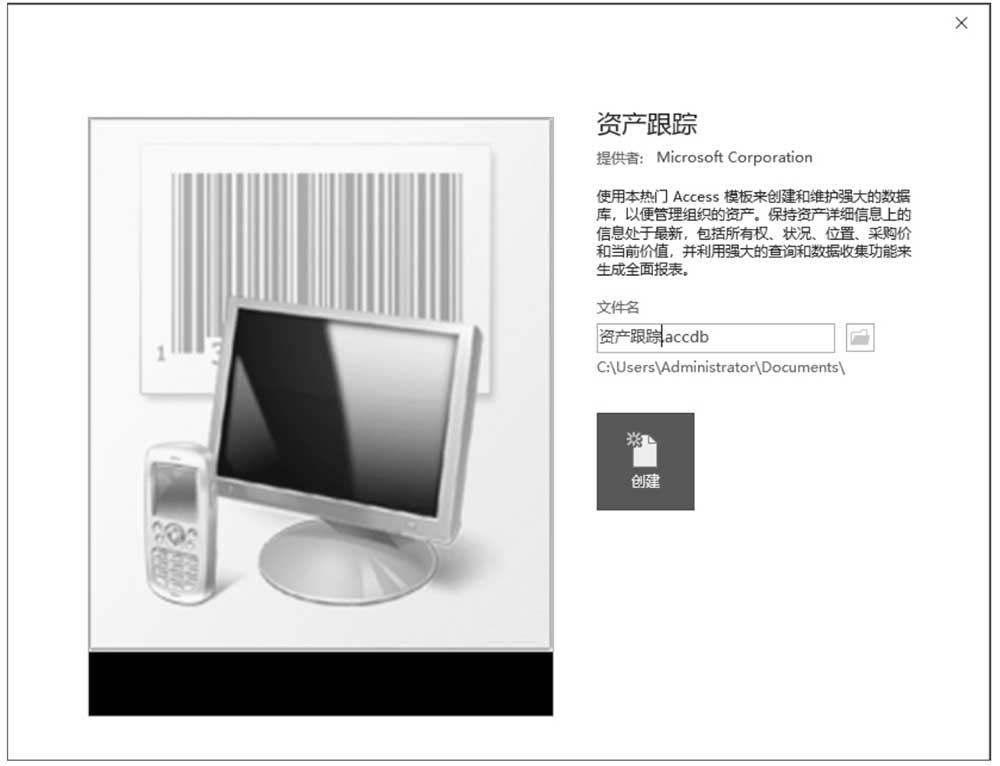 资产跟踪
提供者: Microsoft Corporation
使用本热门 Access 模板来创建和维护强大的数据
库，以便管理组织的资产。保持资产详细信息上的
信息处于最新，包括所有权、状况、位置、采购价
和当前价值，并利用强大的查询和数据收集功能来
生成全面报表。
文件名
资产跟踪.accdb
C:\Users\Administrator\Documents\
创建
1 3